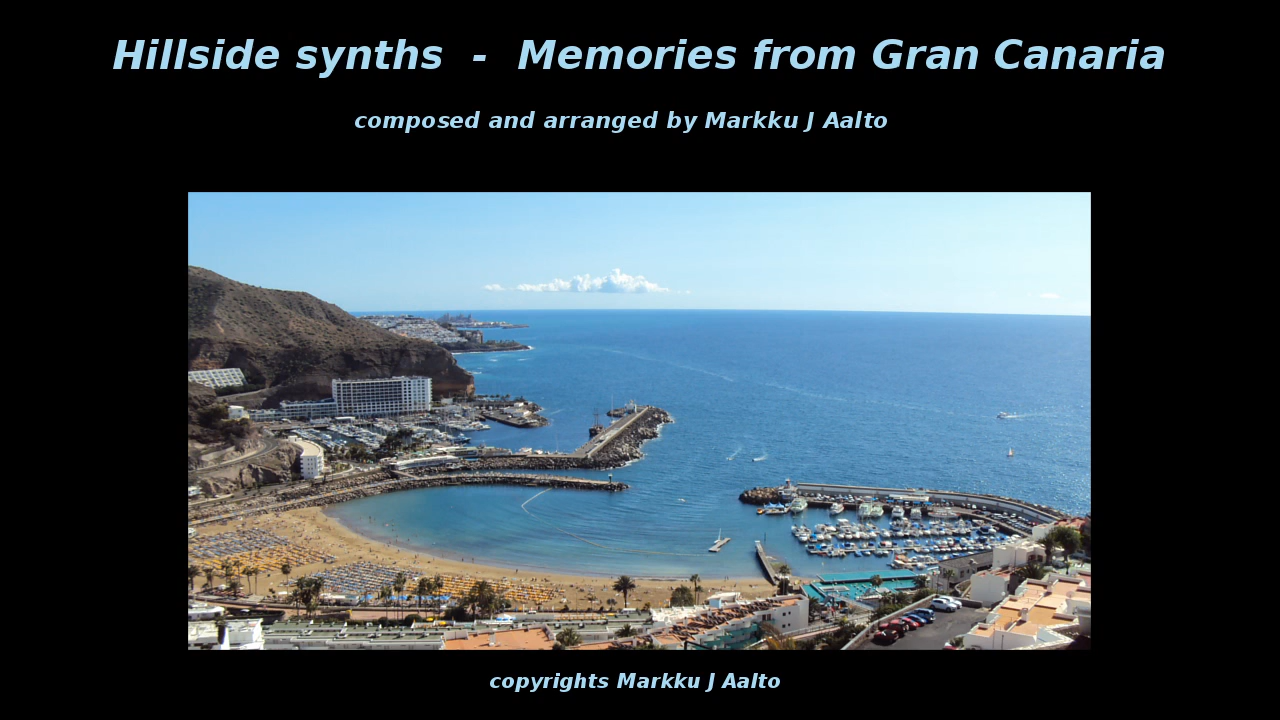 Hillside synths - Memories from Gran Canaria
composed and arranged by Markku J Aalto
copyrights Markku J Aalto